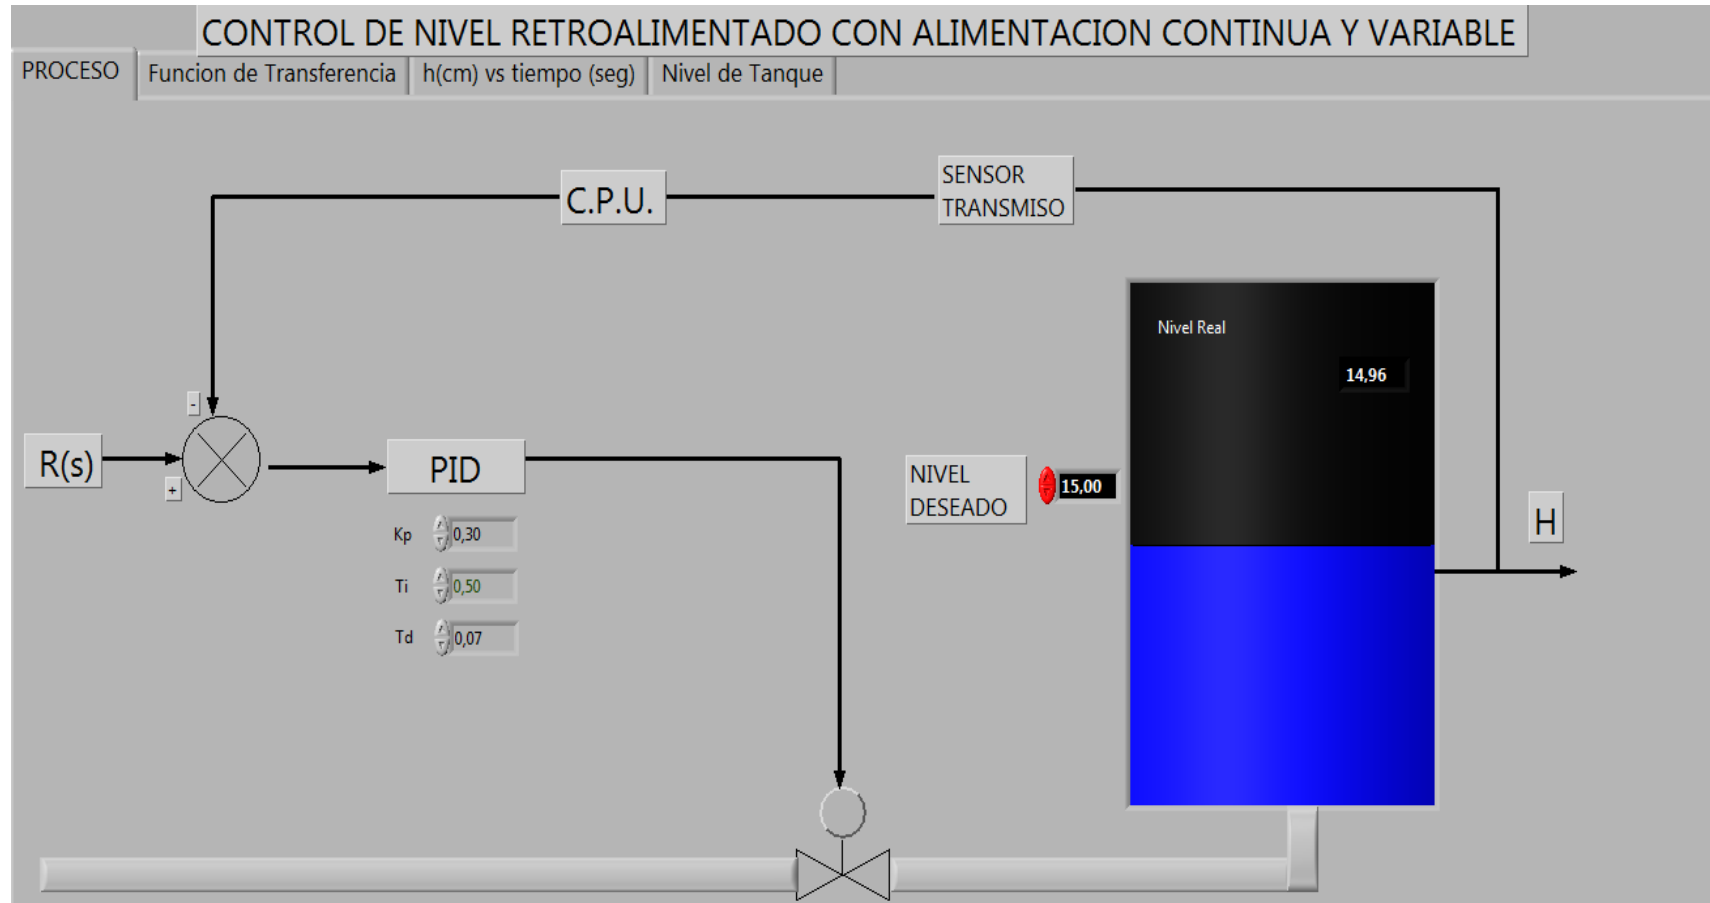 CONTROL DE NIVEL RETROALIMENTADO CON ALIMENTACION CONTINUA Y VARIABLE
PROCESO
Funcion de Transferencia
h(cm) vs tiempo (seg)
Nivel de Tanque
C.P.U.
SENSOR
TRANSMISO
Nivel Real
14,96
-
R(s)
+
PID
NIVEL
DESEADO
15,00
H
Kp
0,30
Ti
0,50
Td
0,07